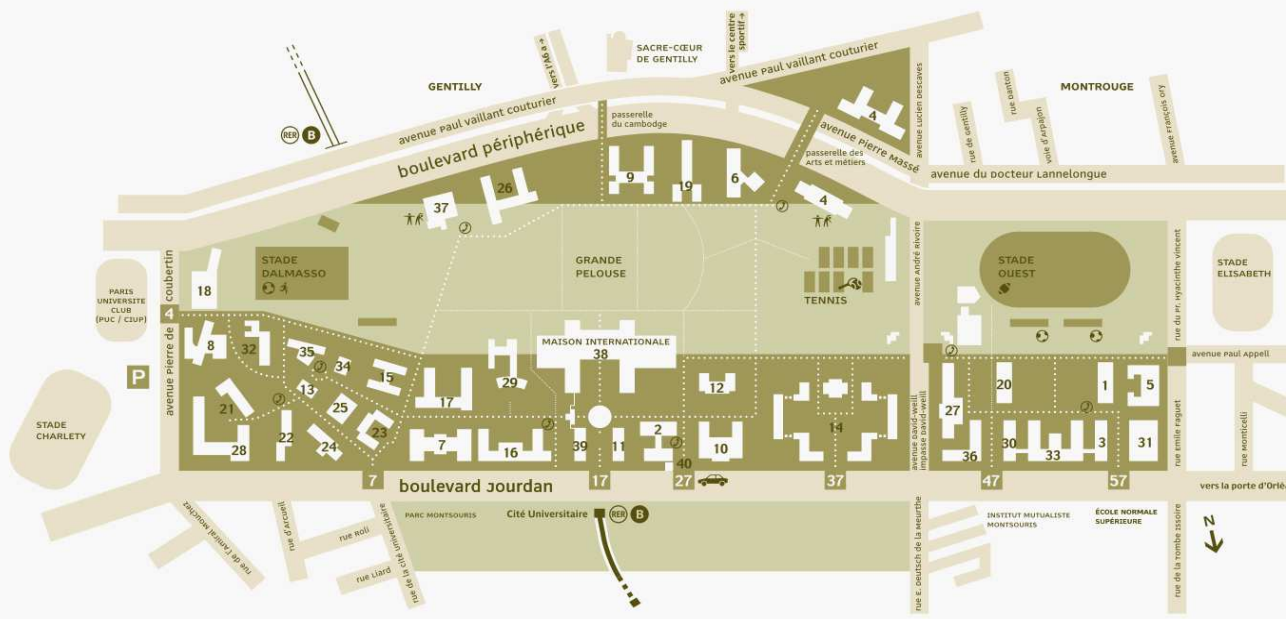 GENTILLY
SACRE-CŒUR
DE GENTILLY
MONTROUGE
vers l'A6 a →
vers le centre
sportif →
avenue Paul vaillant couturier
avenue Paul vaillant couturier
boulevard périphérique
passerelle
du cambodge
passerelle des
Arts et métiers
avenue Pierre Massé
avenue Lucien Descaves
rue de Gentilly
rue Danton
voie d'Arpajon
avenue François Ory
avenue du Docteur Lannelongue
RER B
4
9
19
6
4
26
37
STADE
DALMASSO
GRANDE
PELOUSE
TENNIS
STADE
OUEST
STADE
ELISABETH
avenue André Rivoire
rue du Pr. Hyacinthe vincent
PARIS
UNIVERSITE
CLUB
(PUC / CIUP)
18
4
avenue Pierre de coubertin
P
STADE
CHARLETY
8
32
35
34
15
13
25
21
28
22
24
23
17
29
7
16
MAISON INTERNATIONALE
38
39
11
2
40
12
10
14
27
36
20
30
33
1
3
5
31
avenue David-weill
impasse David-weill
avenue Paul Appell
rue Emile Faguet
rue Monticelli
7
17
27
37
47
57
boulevard Jourdan
vers la porte d'Orlé
rue de l'Amiral Mouchez
rue d'Arcueil
rue Roli
rue Liard
rue de la cité universitaire
PARC MONTSOURIS
Cité Universitaire RER B
rue E. Deutsch de la Meurthe
INSTITUT MUTUALISTE
MONTSOURIS
ÉCOLE NORMALE
SUPÉRIEURE
rue de la Tombe Issoire
N